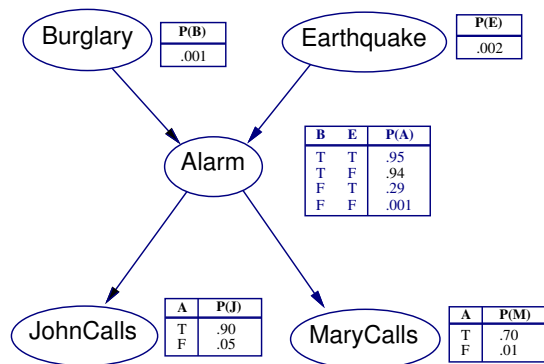 Burglary
P(B)
.001
Earthquake
P(E)
.002
Alarm
B E P(A)
T T .95
T F .94
F T .29
F F .001
JohnCalls
A P(J)
T .90
F .05
MaryCalls
A P(M)
T .70
F .01